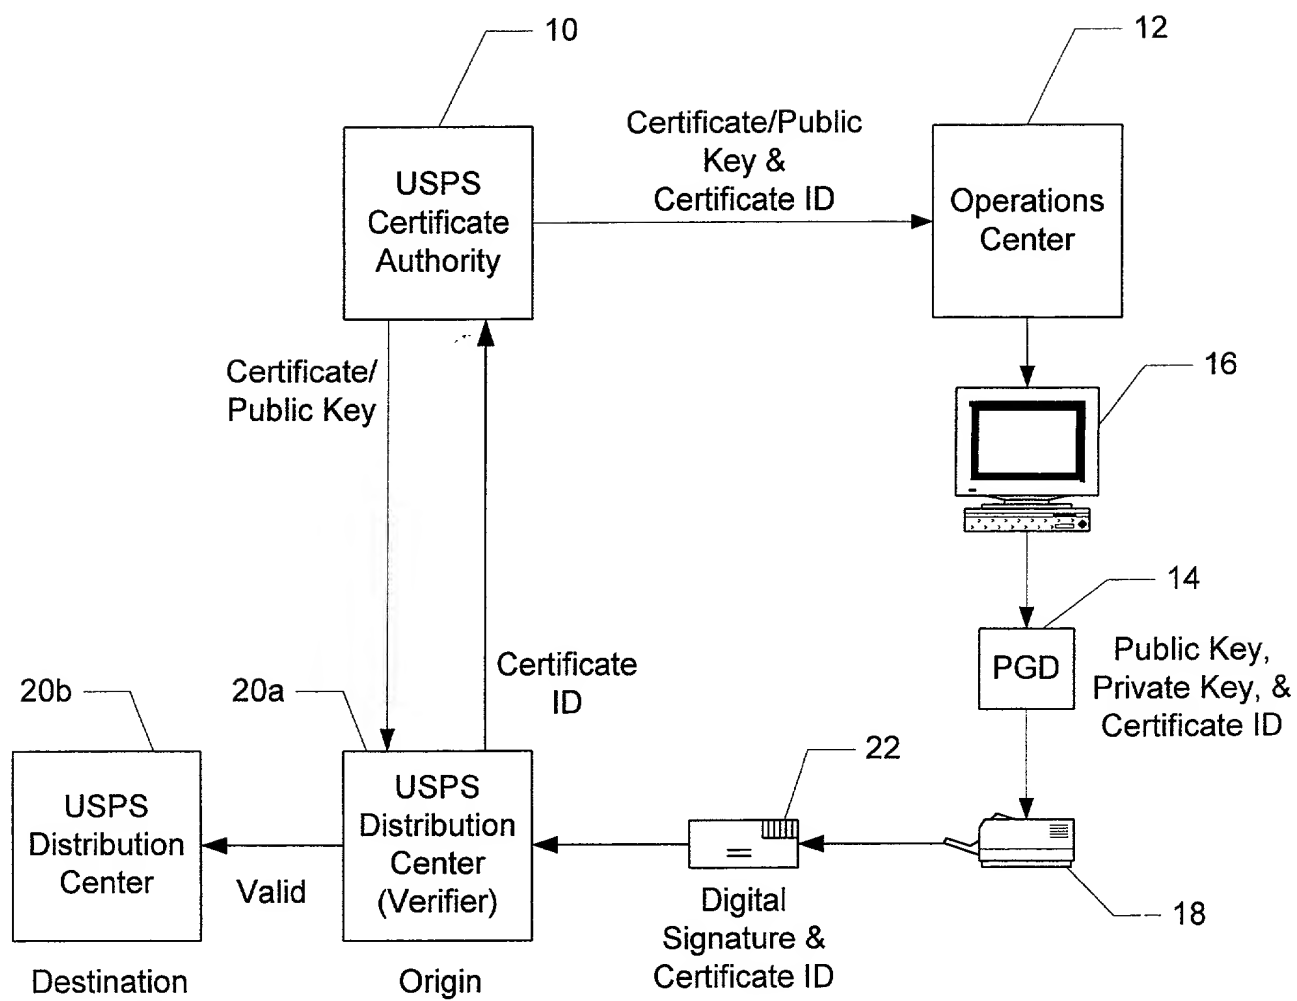 10
12
Certificate/Public
Key &
Certificate ID
USPS
Certificate
Authority
Operations
Center
Certificate/
Public Key
16
14
PGD
Public Key,
Private Key, &
Certificate ID
Certificate
ID
20b
20a
22
USPS
Distribution
Center
USPS
Distribution
Center
(Verifier)
Valid
Digital
Signature &
Certificate ID
18
Destination
Origin